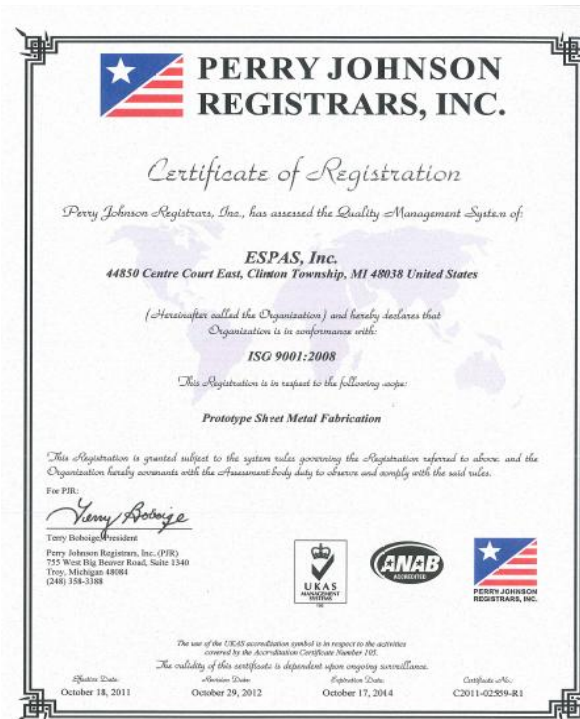 PERRY JOHNSON
REGISTRARS, INC.
Certificate of Registration
Perry Johnson Registrars, Inc., has assessed the Quality Management System of:
ESPAS, Inc.
44850 Centre Court East, Clinton Township, MI 48038 United States
(Hereinafter called the Organization) and hereby declares that
Organization is in conformance with:
ISO 9001:2008
This Registration is in respect to the following scope:
Prototype Sheet Metal Fabrication
This Registration is granted subject to the system rules governing the Registration referred to above, and the
Organization hereby covenants with the Assessment body duty to observe and comply with the said rules.
For PJR:
Terry Boboige
Terry Boboige, President
Perry Johnson Registrars, Inc. (PJR)
755 West Big Beaver Road, Suite 1340
Troy, Michigan 48084
(248) 358-3388
UKAS
MANAGEMENT
SYSTEMS
ANAB
ACCREDITED
PERRY JOHNSON
REGISTRARS, INC.
The use of the UKAS accreditation symbol is in respect to the activities
covered by the Accreditation Certificate Number 105.
The validity of this certificate is dependent upon ongoing surveillance.
Effective Date: Revision Date: Expiration Date: Certificate No.:
October 18, 2011 October 29, 2012 October 17, 2014 C2011-02559-R1